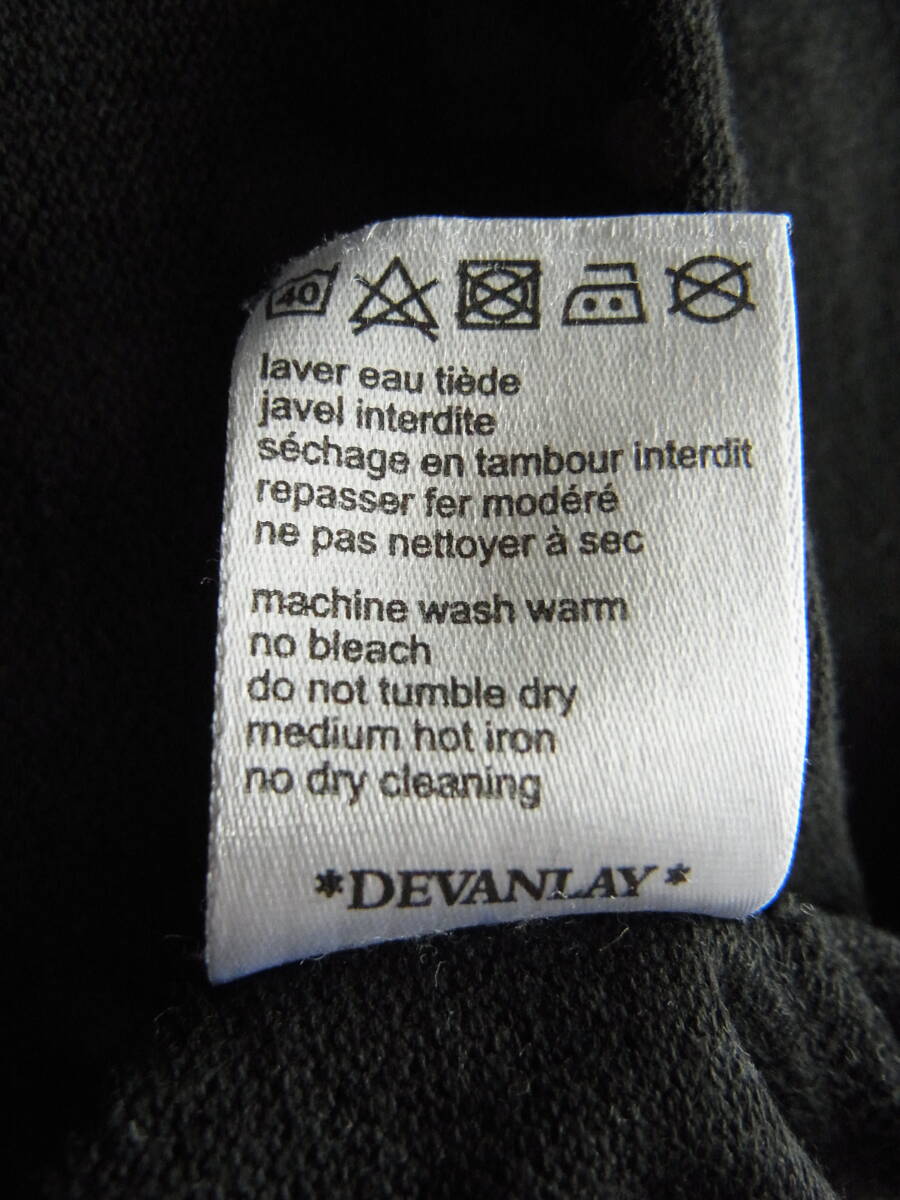 40
laver eau tiède
javel interdite
séchage en tambour interdit
repasser fer modéré
ne pas nettoyer à sec
machine wash warm
no bleach
do not tumble dry
medium hot iron
no dry cleaning
*DEVANLAY*